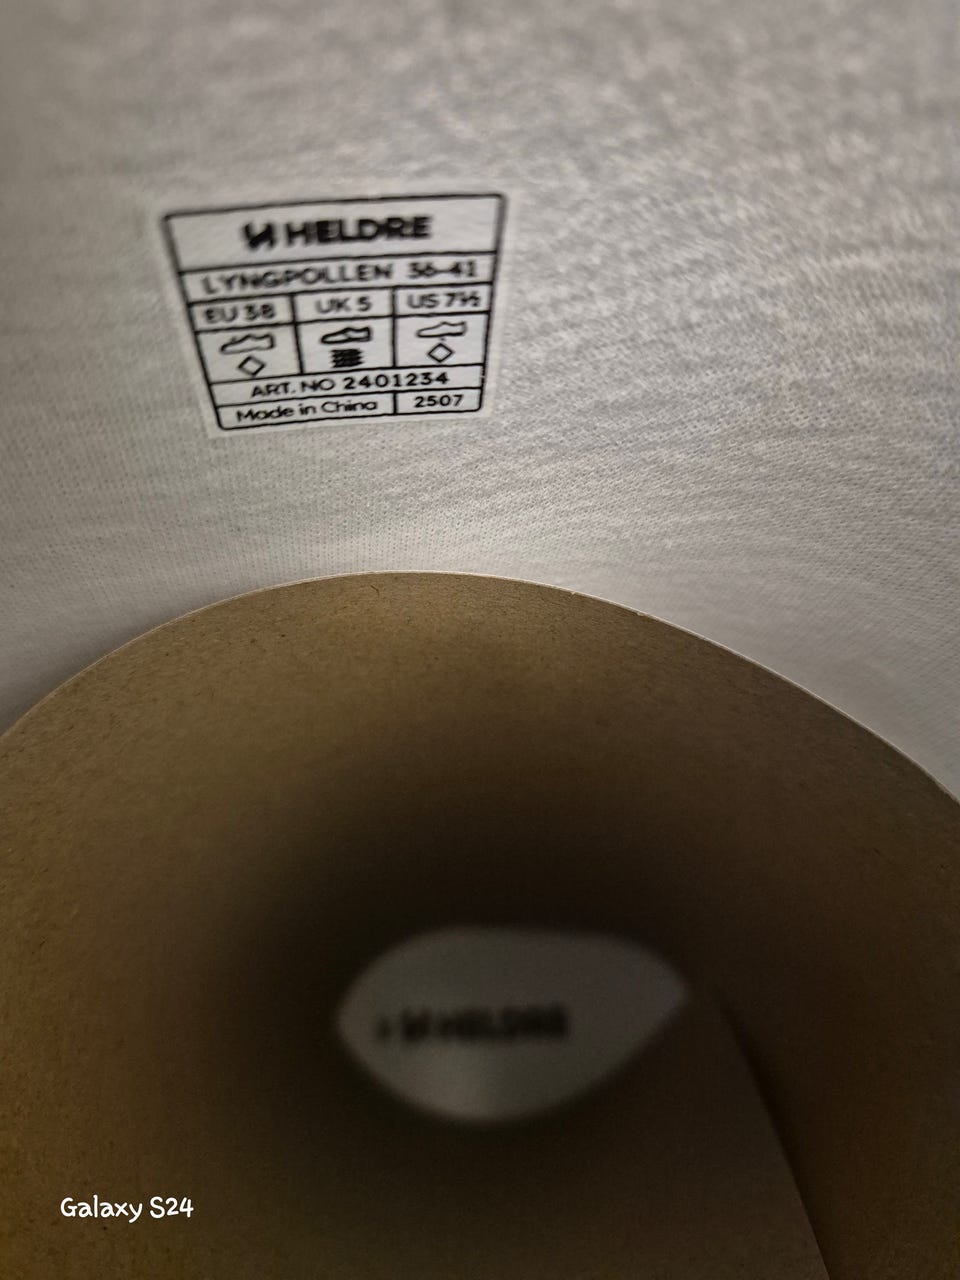 HELDRE
LYNGPOLLEN 36-41
EU 38 UK 5 US 7½
ART. NO 2401234
Made in China 2507
HELDRE
Galaxy S24